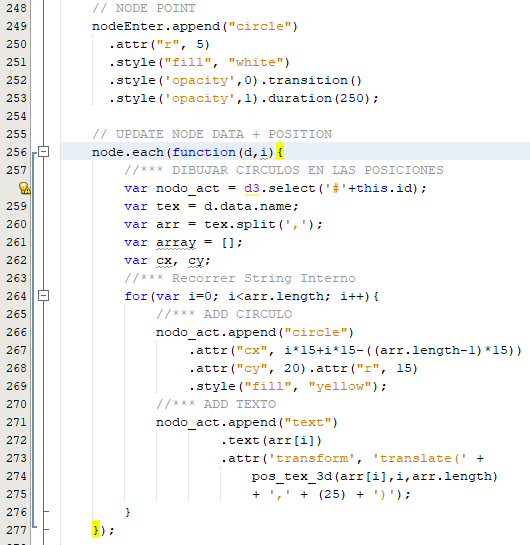 248 // NODE POINT
249 nodeEnter.append("circle")
250 .attr("r", 5)
251 .style("fill", "white")
252 .style('opacity',0).transition()
253 .style('opacity',1).duration(250);
254
255 // UPDATE NODE DATA + POSITION
256 node.each(function(d,i){
257 //*** DIBUJAR CIRCULOS EN LAS POSICIONES
var nodo_act = d3.select('#'+this.id);
259 var tex = d.data.name;
260 var arr = tex.split(',');
261 var array = [];
262 var cx, cy;
263 //*** Recorrer String Interno
264 for(var i=0; i<arr.length; i++){
265 //*** ADD CIRCULO
266 nodo_act.append("circle")
267 .attr("cx", i*15+i*15-((arr.length-1)*15))
268 .attr("cy", 20).attr("r", 15)
269 .style("fill", "yellow");
270 //*** ADD TEXTO
271 nodo_act.append("text")
272 .text(arr[i])
273 .attr('transform', 'translate(' +
274 pos_tex_3d(arr[i],i,arr.length)
275 + ',' + (25) + ')');
276 }
277 });